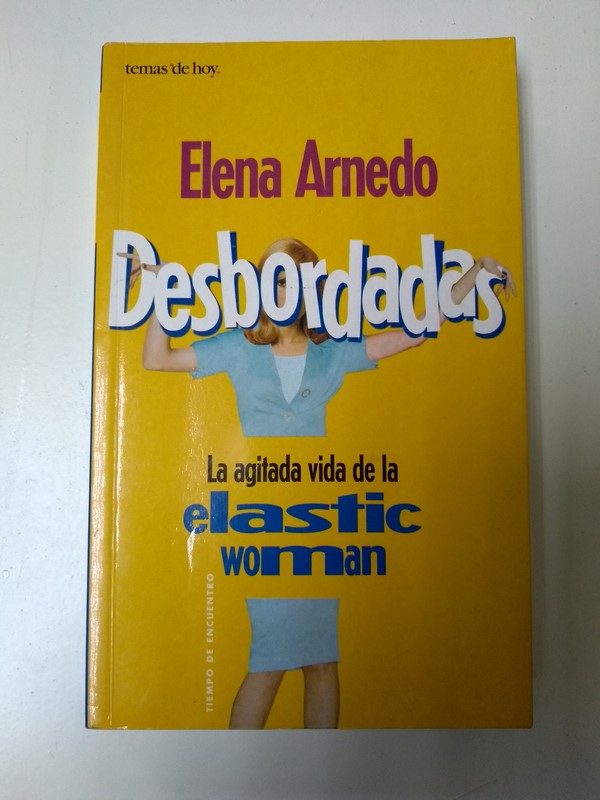 temas de hoy.
Elena Arnedo
Desbordadas
La agitada vida de la
elastic
woman
TIEMPO DE ENCUENTRO